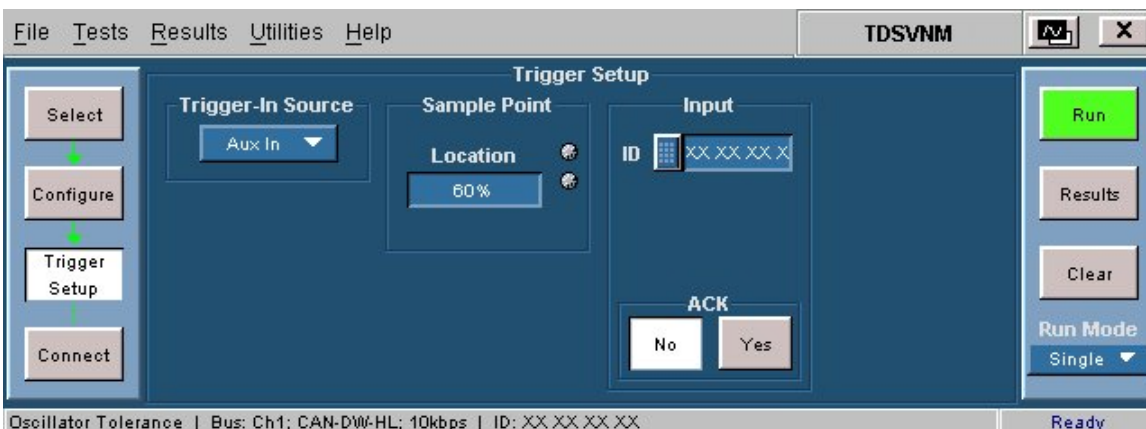 File Tests Results Utilities Help TDSVNM X
Trigger Setup
Select
Configure
Trigger
Setup
Connect
Trigger-In Source
Aux In
Sample Point
Location
60%
Input
ID XX XX XX X
ACK
No Yes
Run
Results
Clear
Run Mode
Single
Oscillator Tolerance | Bus: Ch1; CAN-DW-HL; 10kbps | ID: XX XX XX XX Ready